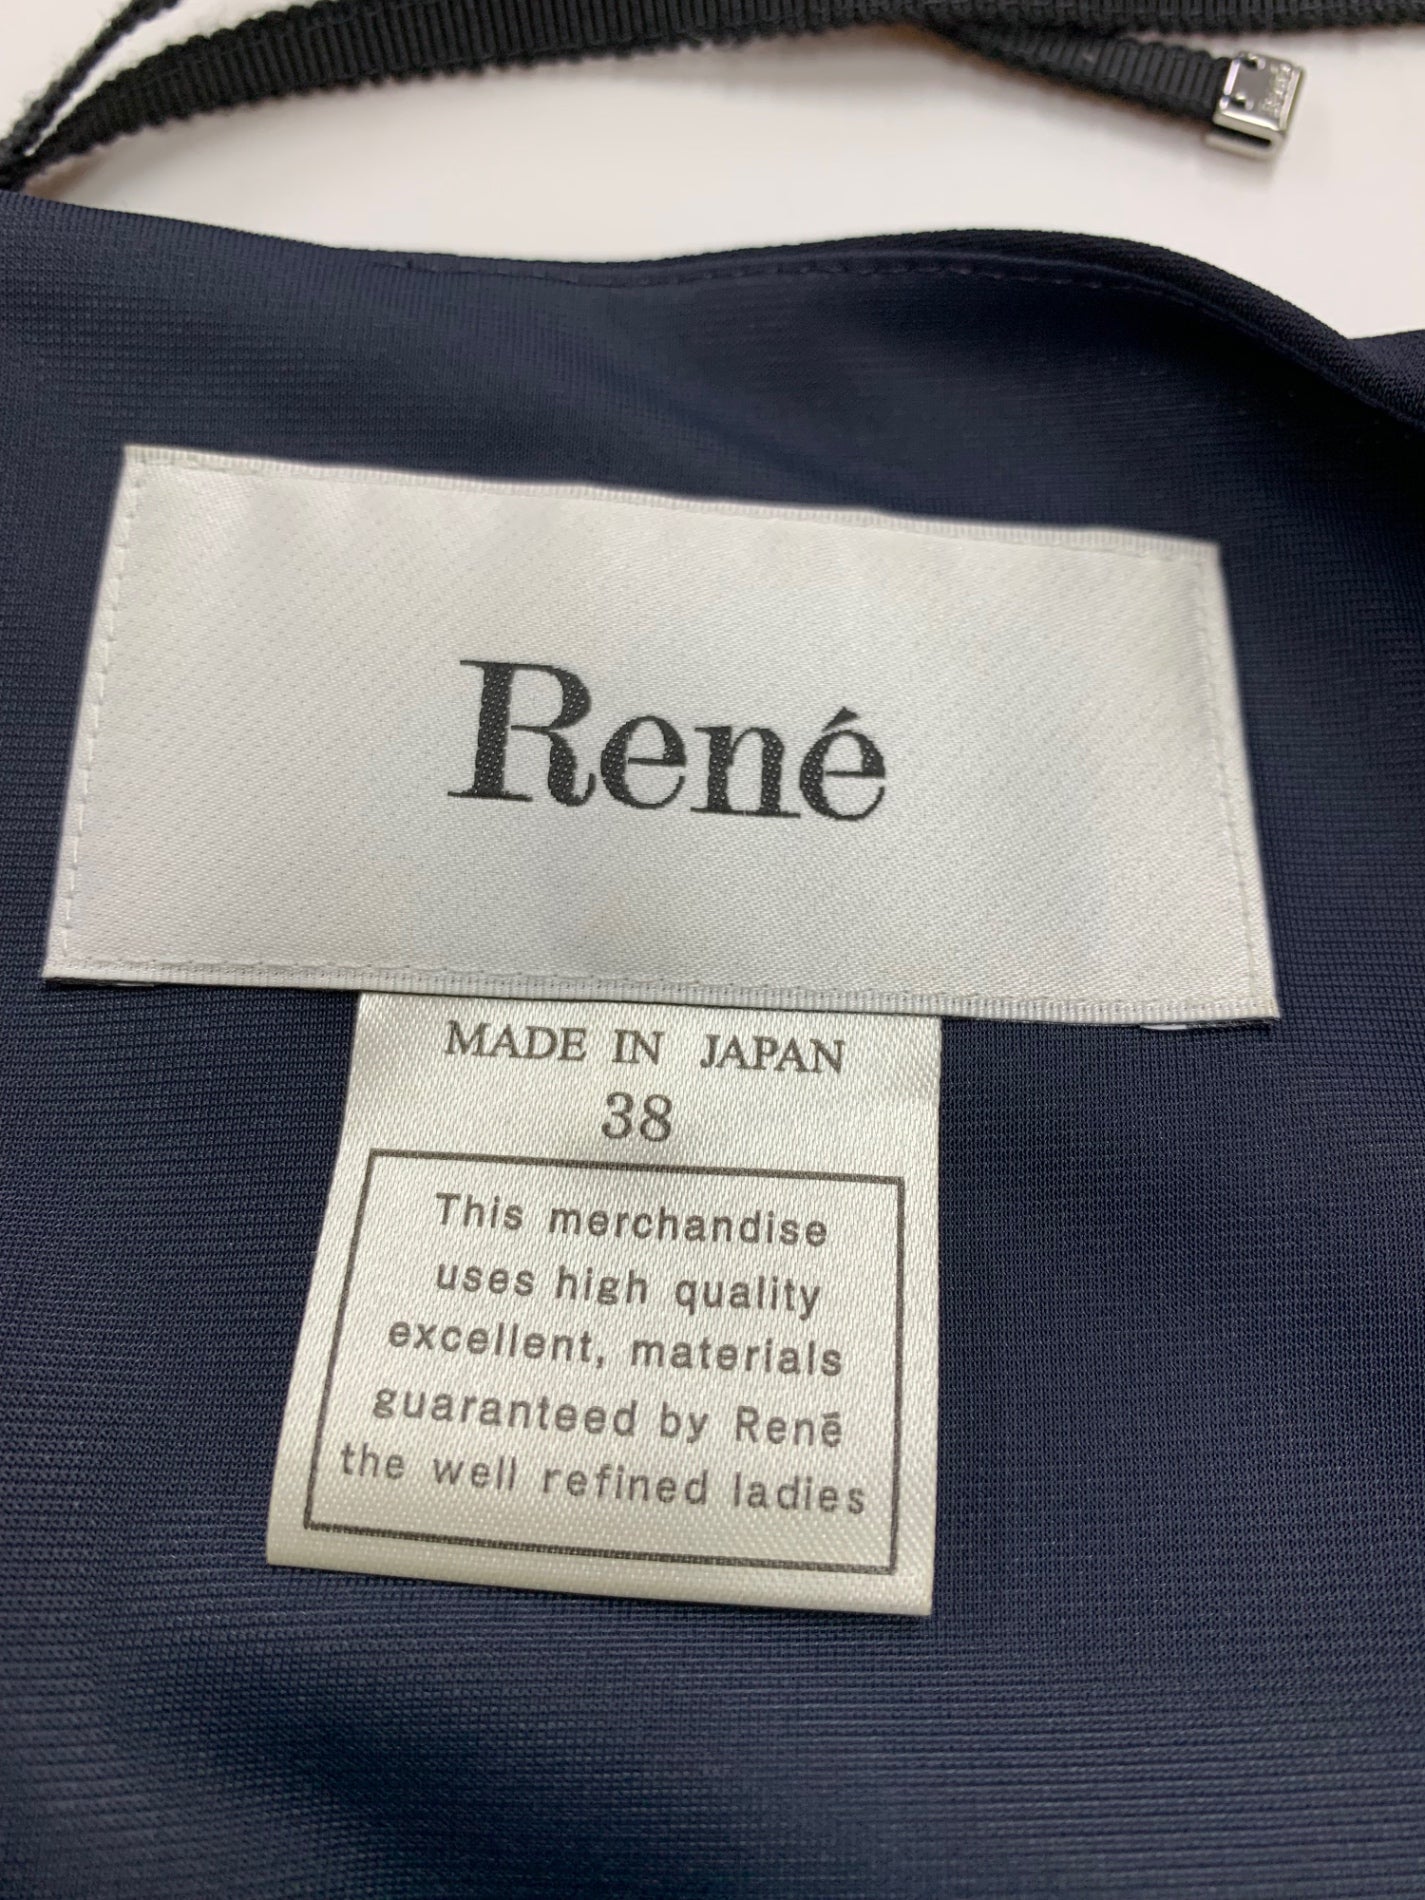 René
MADE IN JAPAN
38
This merchandise
uses high quality
excellent, materials
guaranteed by Renē
the well refined ladies